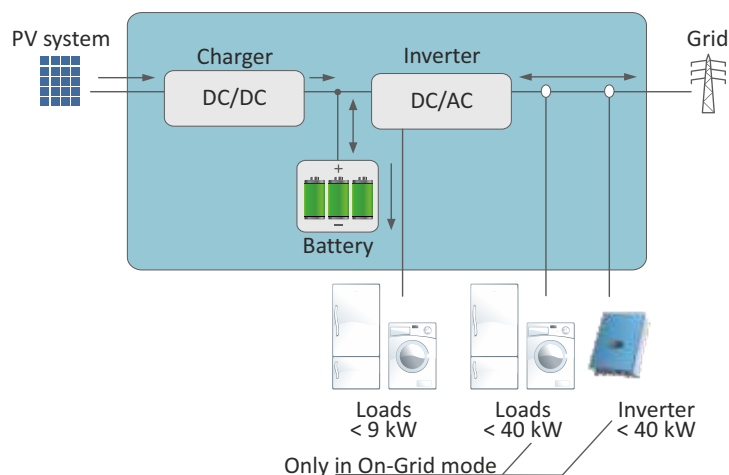 PV system
Charger
Inverter
Grid
DC/DC
DC/AC
+
−
Battery
Loads
< 9 kW
Loads
< 40 kW
Inverter
< 40 kW
Only in On-Grid mode